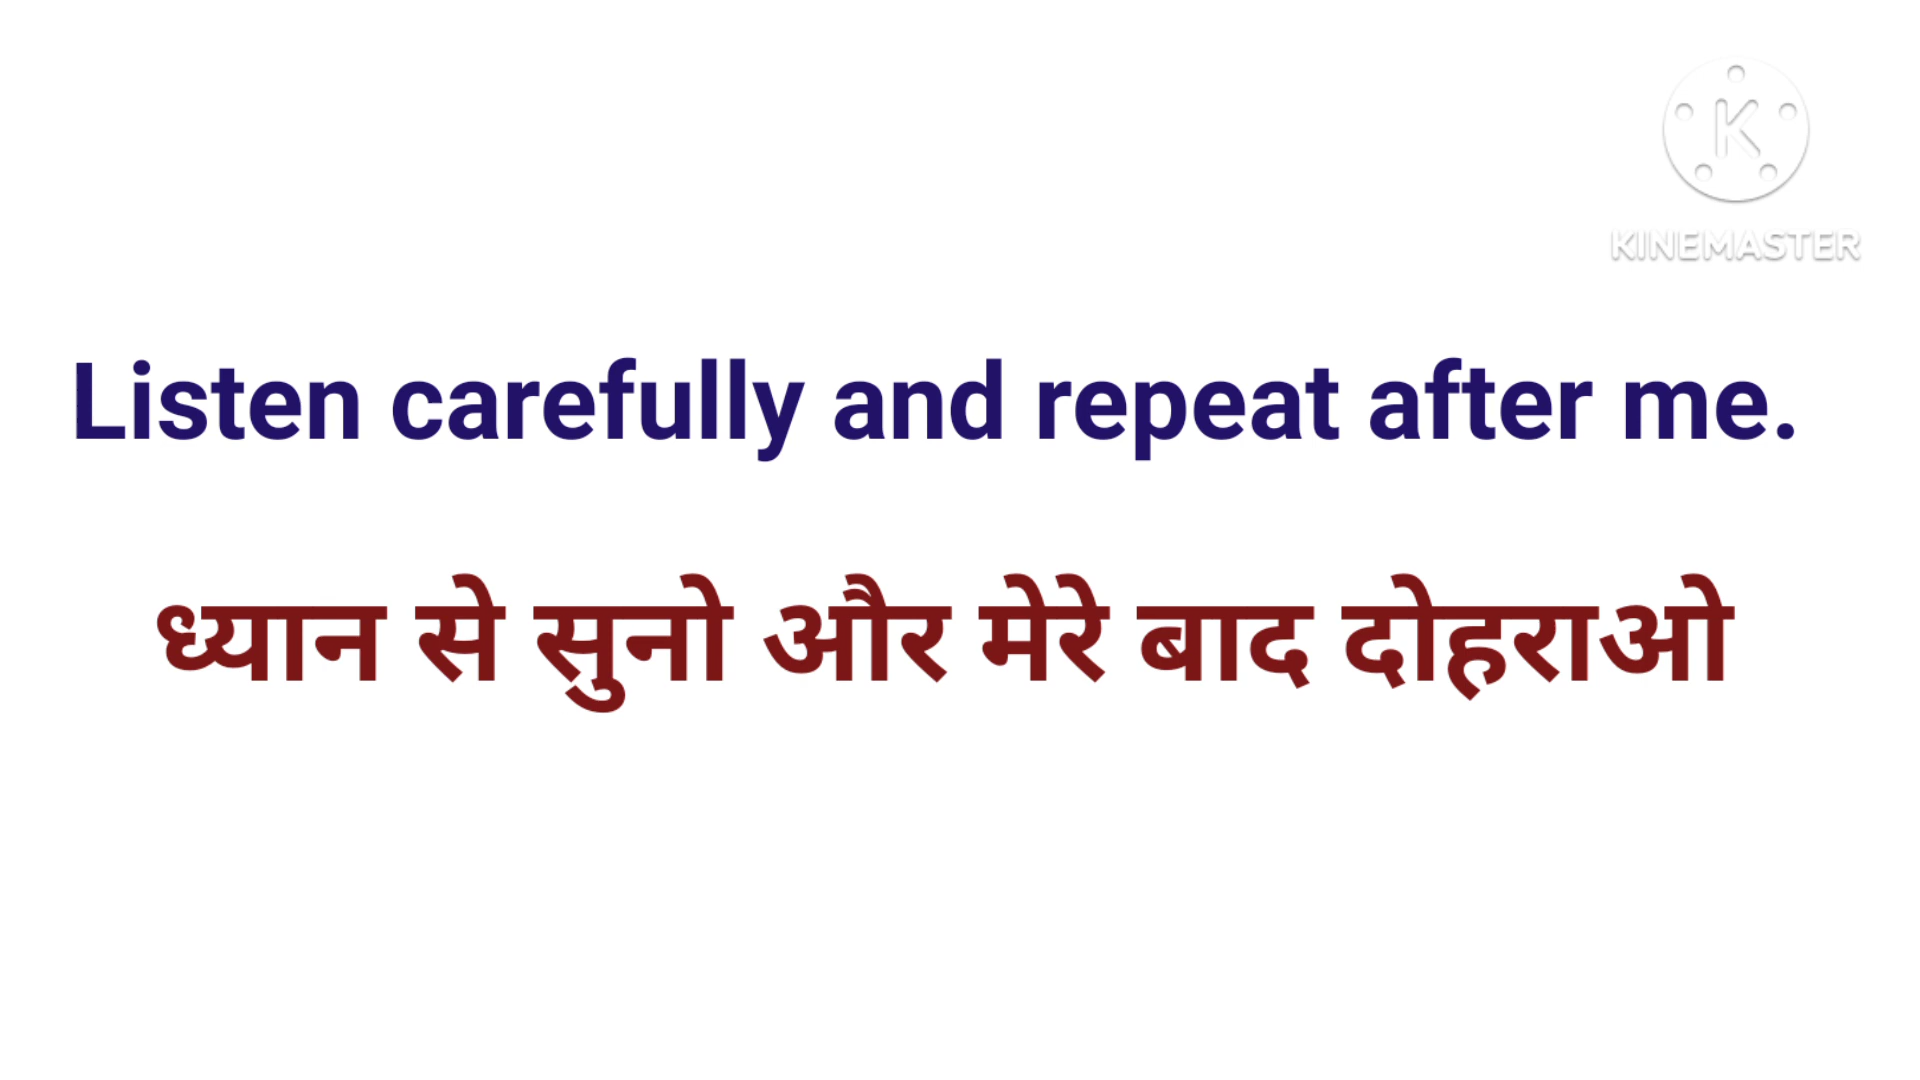 KINEMASTER
Listen carefully and repeat after me.
ध्यान से सुनो और मेरे बाद दोहराओ